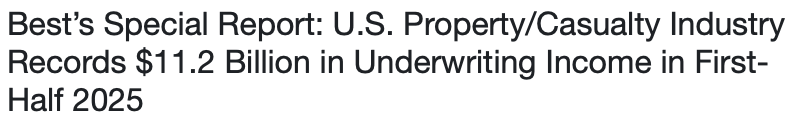 Best’s Special Report: U.S. Property/Casualty Industry
Records $11.2 Billion in Underwriting Income in First-
Half 2025